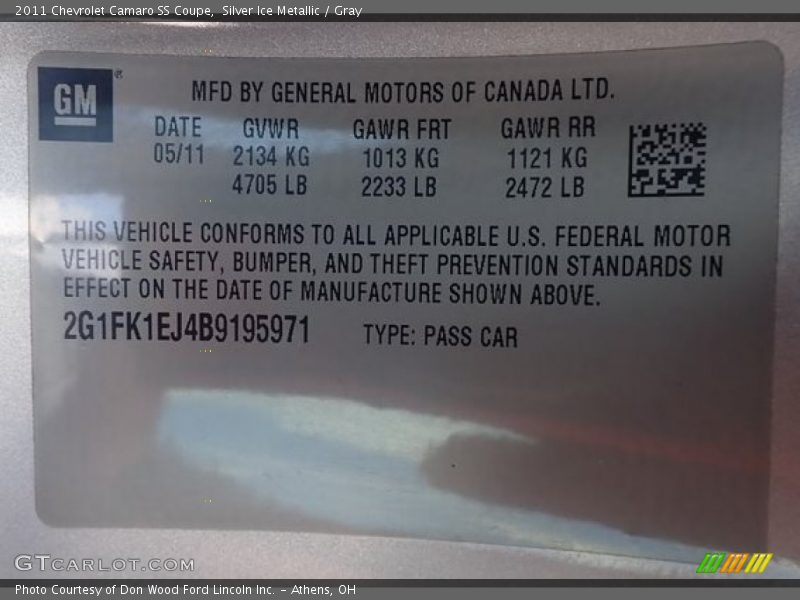 2011 Chevrolet Camaro SS Coupe, Silver Ice Metallic / Gray
GM®
MFD BY GENERAL MOTORS OF CANADA LTD.
DATE GVWR GAWR FRT GAWR RR
05/11 2134 KG 1013 KG 1121 KG
4705 LB 2233 LB 2472 LB
THIS VEHICLE CONFORMS TO ALL APPLICABLE U.S. FEDERAL MOTOR
VEHICLE SAFETY, BUMPER, AND THEFT PREVENTION STANDARDS IN
EFFECT ON THE DATE OF MANUFACTURE SHOWN ABOVE.
2G1FK1EJ4B9195971 TYPE: PASS CAR
GTCARLOT.COM
Photo Courtesy of Don Wood Ford Lincoln Inc. - Athens, OH